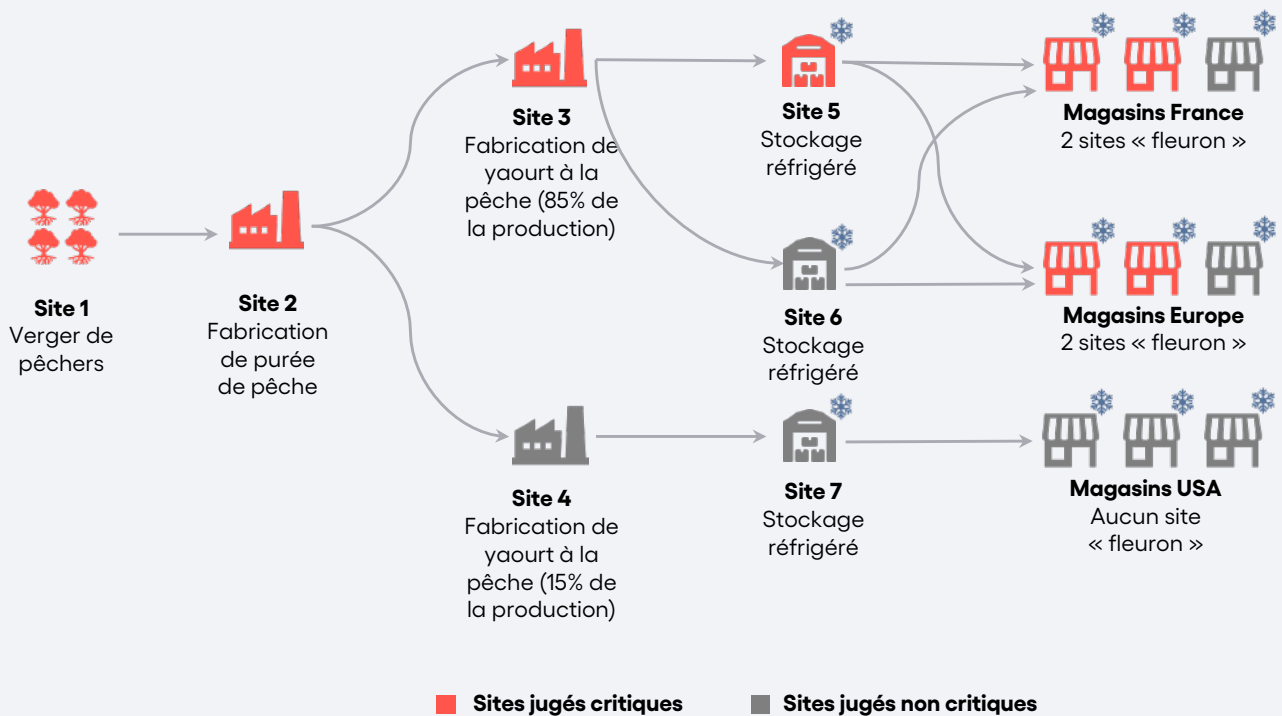 Site 1
Verger de
pêchers
Site 2
Fabrication
de purée
de pêche
Site 3
Fabrication de
yaourt à la
pêche (85% de
la production)
Site 4
Fabrication de
yaourt à la
pêche (15% de
la production)
Site 5
Stockage
réfrigéré
Site 6
Stockage
réfrigéré
Site 7
Stockage
réfrigéré
Magasins France
2 sites « fleuron »
Magasins Europe
2 sites « fleuron »
Magasins USA
Aucun site
« fleuron »
Sites jugés critiques
Sites jugés non critiques